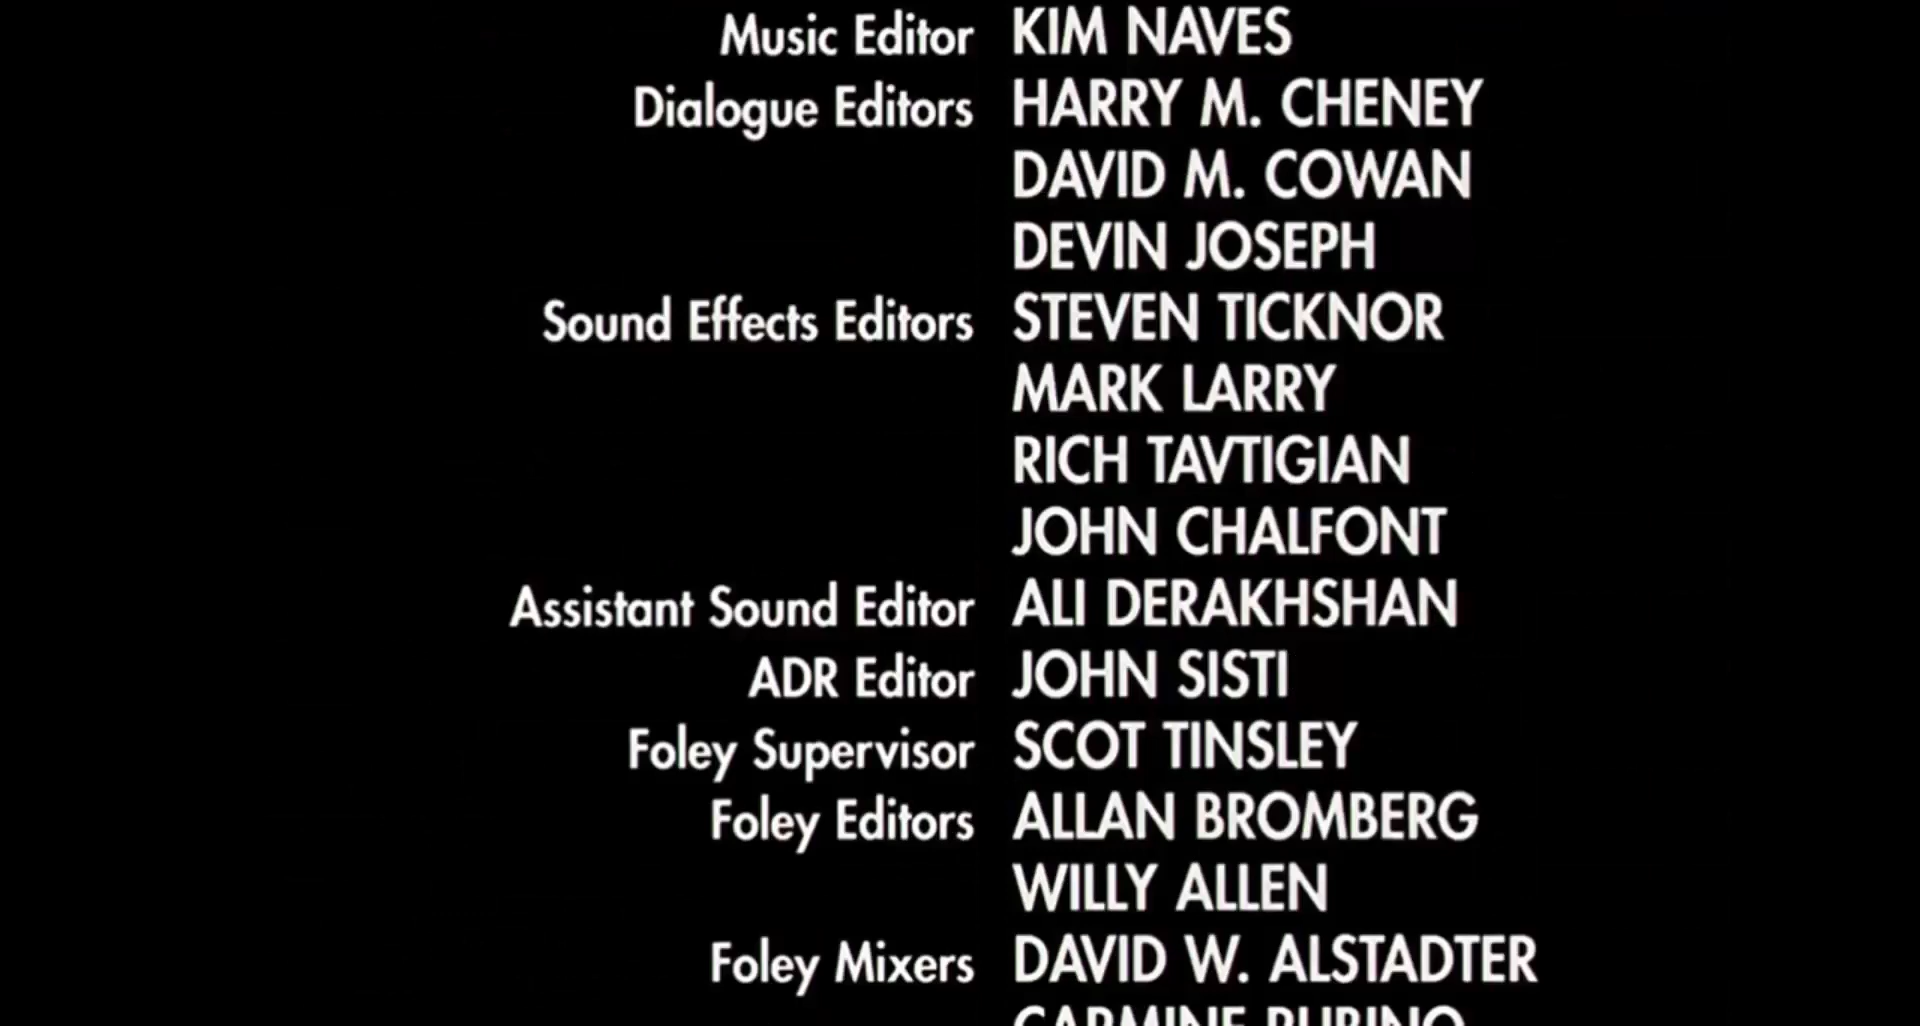 Music Editor KIM NAVES
Dialogue Editors HARRY M. CHENEY
DAVID M. COWAN
DEVIN JOSEPH
Sound Effects Editors STEVEN TICKNOR
MARK LARRY
RICH TAVTIGIAN
JOHN CHALFONT
Assistant Sound Editor ALI DERAKHSHAN
ADR Editor JOHN SISTI
Foley Supervisor SCOT TINSLEY
Foley Editors ALLAN BROMBERG
WILLY ALLEN
Foley Mixers DAVID W. ALSTADTER
CARMINE RUBINO